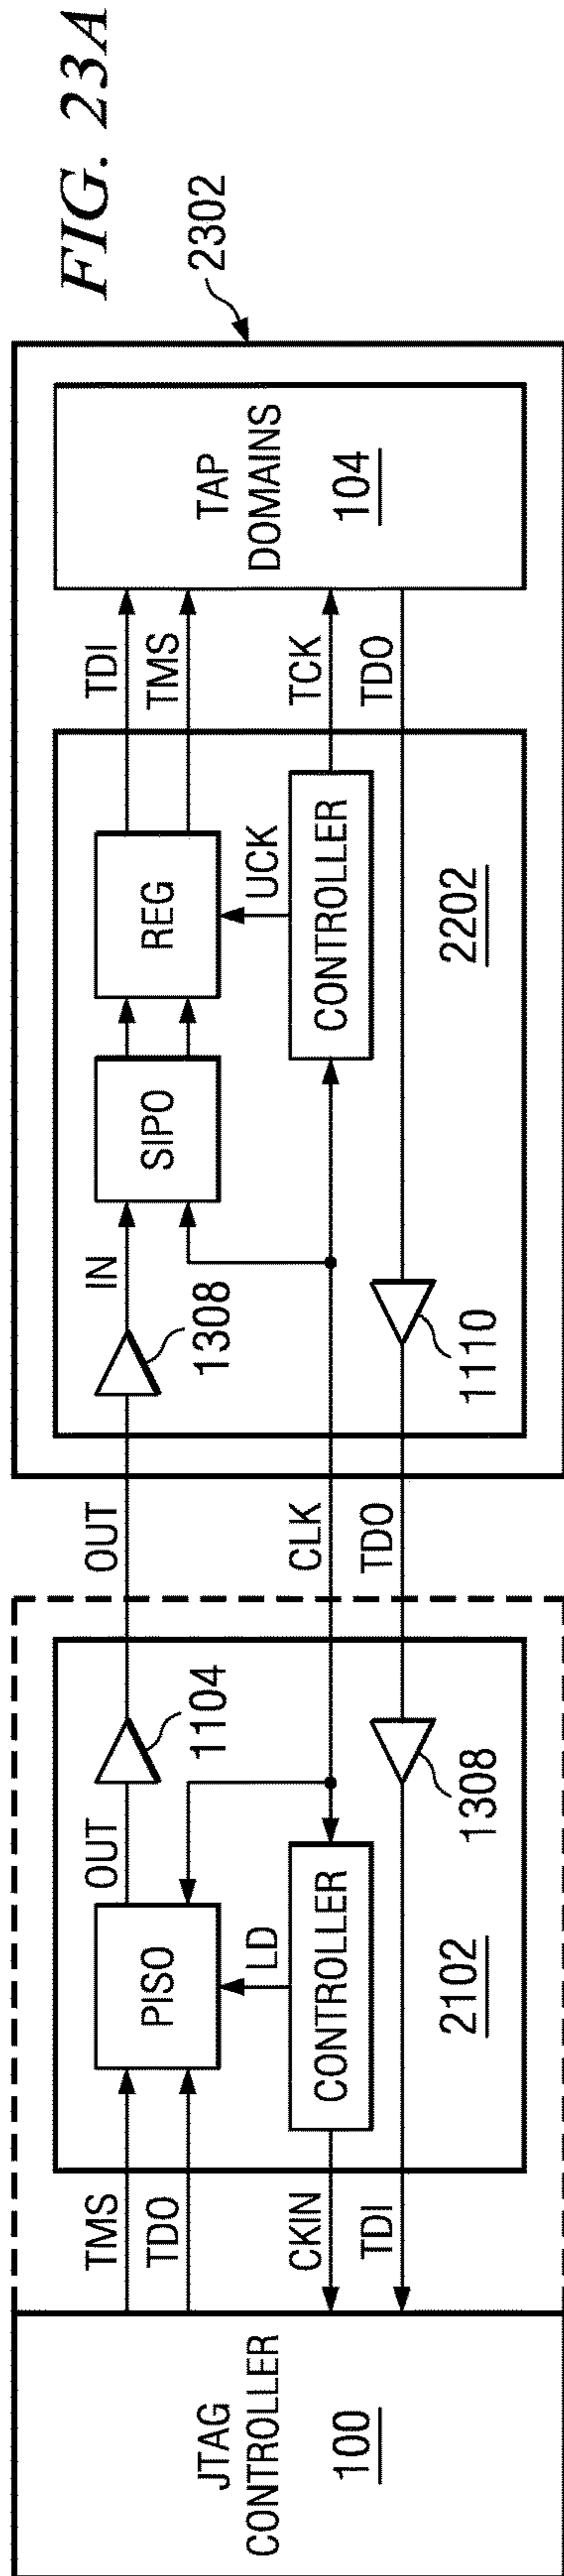 FIG. 23A
2302
JTAG
CONTROLLER
100
TMS
TDO
CKIN
TDI
PISO
LD
CONTROLLER
2102
OUT
1104
1308
OUT
CLK
TDO
1308
IN
SIPO
REG
UCK
CONTROLLER
1110
2202
TDI
TMS
TCK
TDO
TAP
DOMAINS
104